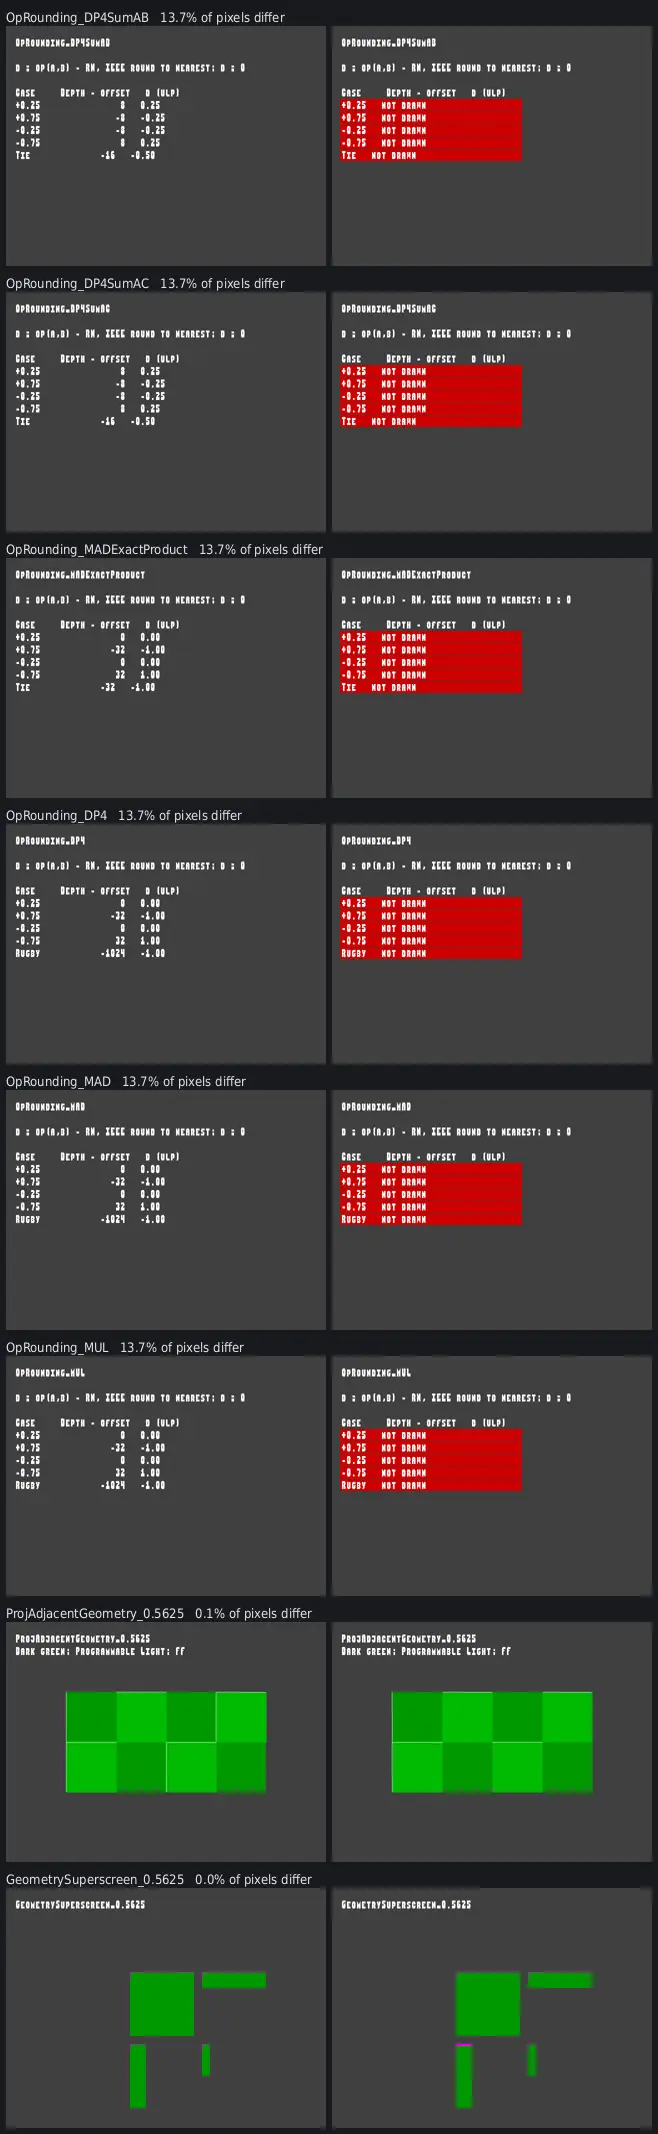 OpRounding_DP4SumAB 13.7% of pixels differ
OpRounding_DP4SumAB
D = op(A,B) - RN, IEEE round to nearest: D = 0
Case Depth - offset D (ULP)
+0.25 8 0.25
+0.75 -8 -0.25
-0.25 -8 -0.25
-0.75 8 0.25
Tie -16 -0.50
OpRounding_DP4SumAB
D = op(A,B) - RN, IEEE round to nearest: D = 0
Case Depth - offset D (ULP)
+0.25 not drawn
+0.75 not drawn
-0.25 not drawn
-0.75 not drawn
Tie not drawn
OpRounding_DP4SumAC 13.7% of pixels differ
OpRounding_DP4SumAC
D = op(A,B) - RN, IEEE round to nearest: D = 0
Case Depth - offset D (ULP)
+0.25 8 0.25
+0.75 -8 -0.25
-0.25 -8 -0.25
-0.75 8 0.25
Tie -16 -0.50
OpRounding_DP4SumAC
D = op(A,B) - RN, IEEE round to nearest: D = 0
Case Depth - offset D (ULP)
+0.25 not drawn
+0.75 not drawn
-0.25 not drawn
-0.75 not drawn
Tie not drawn
OpRounding_MADExactProduct 13.7% of pixels differ
OpRounding_MADExactProduct
D = op(A,B) - RN, IEEE round to nearest: D = 0
Case Depth - offset D (ULP)
+0.25 0 0.00
+0.75 -32 -1.00
-0.25 0 0.00
-0.75 32 1.00
Tie -32 -1.00
OpRounding_MADExactProduct
D = op(A,B) - RN, IEEE round to nearest: D = 0
Case Depth - offset D (ULP)
+0.25 not drawn
+0.75 not drawn
-0.25 not drawn
-0.75 not drawn
Tie not drawn
OpRounding_DP4 13.7% of pixels differ
OpRounding_DP4
D = op(A,B) - RN, IEEE round to nearest: D = 0
Case Depth - offset D (ULP)
+0.25 0 0.00
+0.75 -32 -1.00
-0.25 0 0.00
-0.75 32 1.00
Rugby -1024 -1.00
OpRounding_DP4
D = op(A,B) - RN, IEEE round to nearest: D = 0
Case Depth - offset D (ULP)
+0.25 not drawn
+0.75 not drawn
-0.25 not drawn
-0.75 not drawn
Rugby not drawn
OpRounding_MAD 13.7% of pixels differ
OpRounding_MAD
D = op(A,B) - RN, IEEE round to nearest: D = 0
Case Depth - offset D (ULP)
+0.25 0 0.00
+0.75 -32 -1.00
-0.25 0 0.00
-0.75 32 1.00
Rugby -1024 -1.00
OpRounding_MAD
D = op(A,B) - RN, IEEE round to nearest: D = 0
Case Depth - offset D (ULP)
+0.25 not drawn
+0.75 not drawn
-0.25 not drawn
-0.75 not drawn
Rugby not drawn
OpRounding_MUL 13.7% of pixels differ
OpRounding_MUL
D = op(A,B) - RN, IEEE round to nearest: D = 0
Case Depth - offset D (ULP)
+0.25 0 0.00
+0.75 -32 -1.00
-0.25 0 0.00
-0.75 32 1.00
Rugby -1024 -1.00
OpRounding_MUL
D = op(A,B) - RN, IEEE round to nearest: D = 0
Case Depth - offset D (ULP)
+0.25 not drawn
+0.75 not drawn
-0.25 not drawn
-0.75 not drawn
Rugby not drawn
ProjAdjacentGeometry_0.5625 0.1% of pixels differ
ProjAdjacentGeometry_0.5625
Dark green: Programmable Light: FF
ProjAdjacentGeometry_0.5625
Dark green: Programmable Light: FF
GeometrySuperscreen_0.5625 0.0% of pixels differ
GeometrySuperscreen_0.5625
GeometrySuperscreen_0.5625